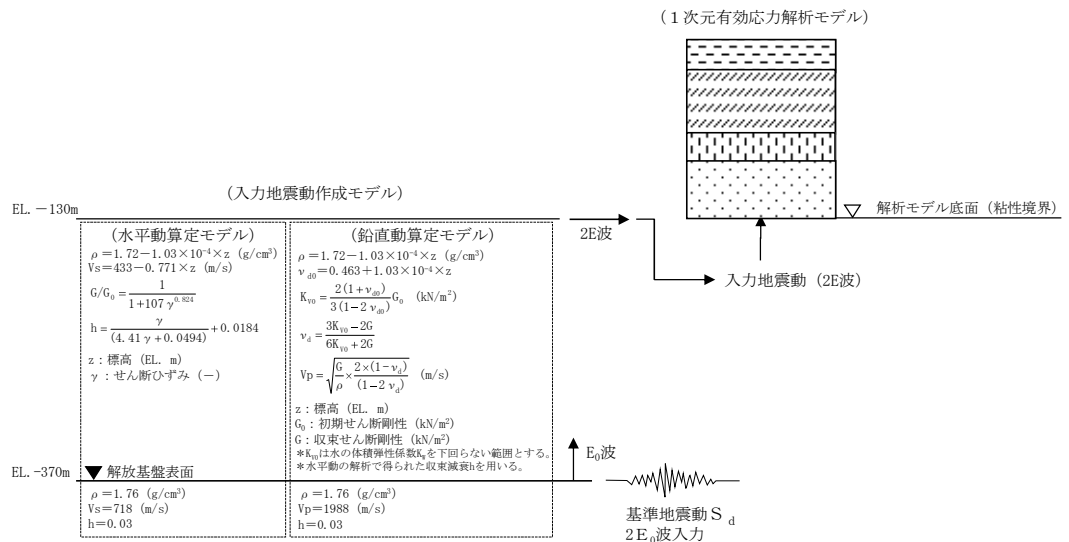 (1次元有効応力解析モデル)
(入力地震動作成モデル)
EL.－130m
解析モデル底面(粘性境界)
2E波
入力地震動(2E波)
(水平動算定モデル)
ρ＝1.72－1.03×10⁻⁴×z (g/cm³)
Vs＝433－0.771×z (m/s)
G/G₀ = 1 / (1+107 γ^0.824)
h = γ / (4.41 γ + 0.0494) + 0.0184
z：標高 (EL. m)
γ：せん断ひずみ (－)
(鉛直動算定モデル)
ρ＝1.72－1.03×10⁻⁴×z (g/cm³)
ν_d0＝0.463＋1.03×10⁻⁴×z
K_V0 = 2(1+ν_d0) / 3(1-2 ν_d0) G₀ (kN/m²)
ν_d = (3K_V0 - 2G) / (6K_V0 + 2G)
Vp = √(G/ρ × 2×(1-ν_d) / (1-2 ν_d)) (m/s)
z：標高 (EL. m)
G₀：初期せん断剛性 (kN/m²)
G：収束せん断剛性 (kN/m²)
＊K_V0は水の体積弾性係数K_Wを下回らない範囲とする。
＊水平動の解析で得られた収束減衰hを用いる。
E₀波
EL.-370m
解放基盤表面
ρ＝1.76 (g/cm³)
Vs＝718 (m/s)
h＝0.03
ρ＝1.76 (g/cm³)
Vp＝1988 (m/s)
h＝0.03
基準地震動Ｓ_d
2Ｅ₀波入力